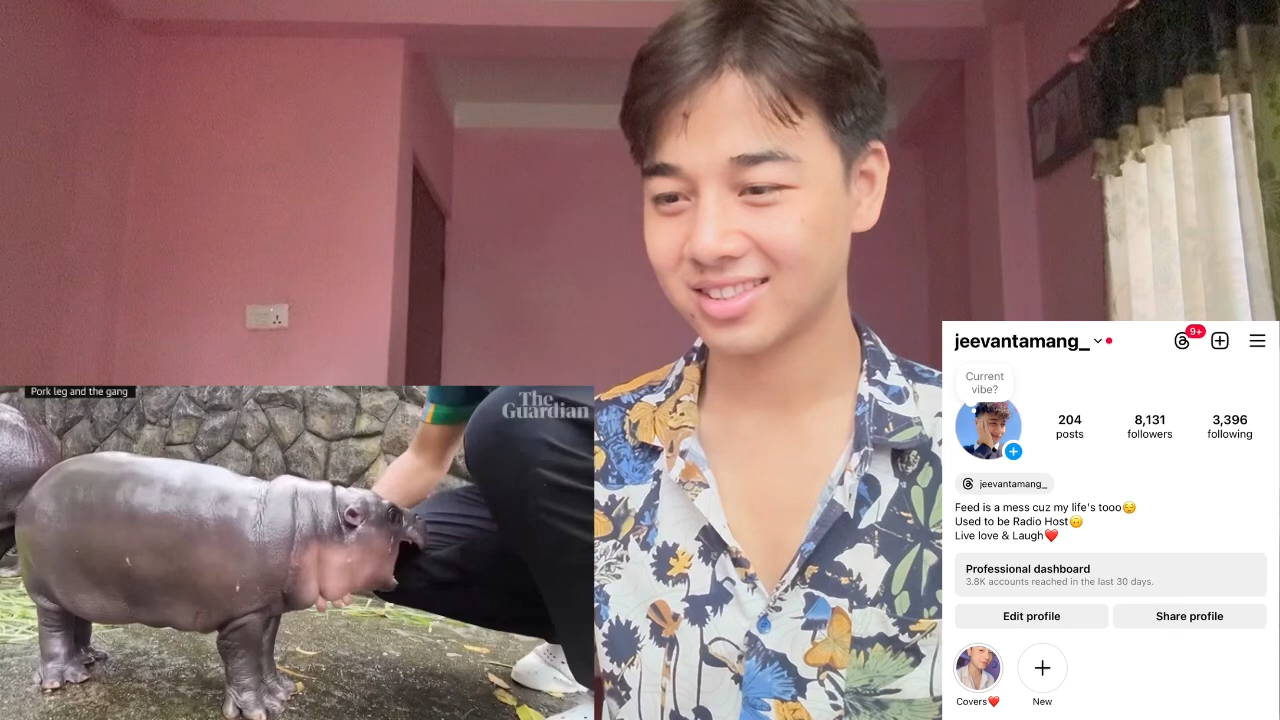 Pork leg and the gang
The
Guardian
jeevantamang_
9+
Current
vibe?
204
posts
8,131
followers
3,396
following
jeevantamang_
Feed is a mess cuz my life's tooo😌
Used to be Radio Host🙃
Live love & Laugh❤️
Professional dashboard
3.8K accounts reached in the last 30 days.
Edit profile
Share profile
Covers❤️
New